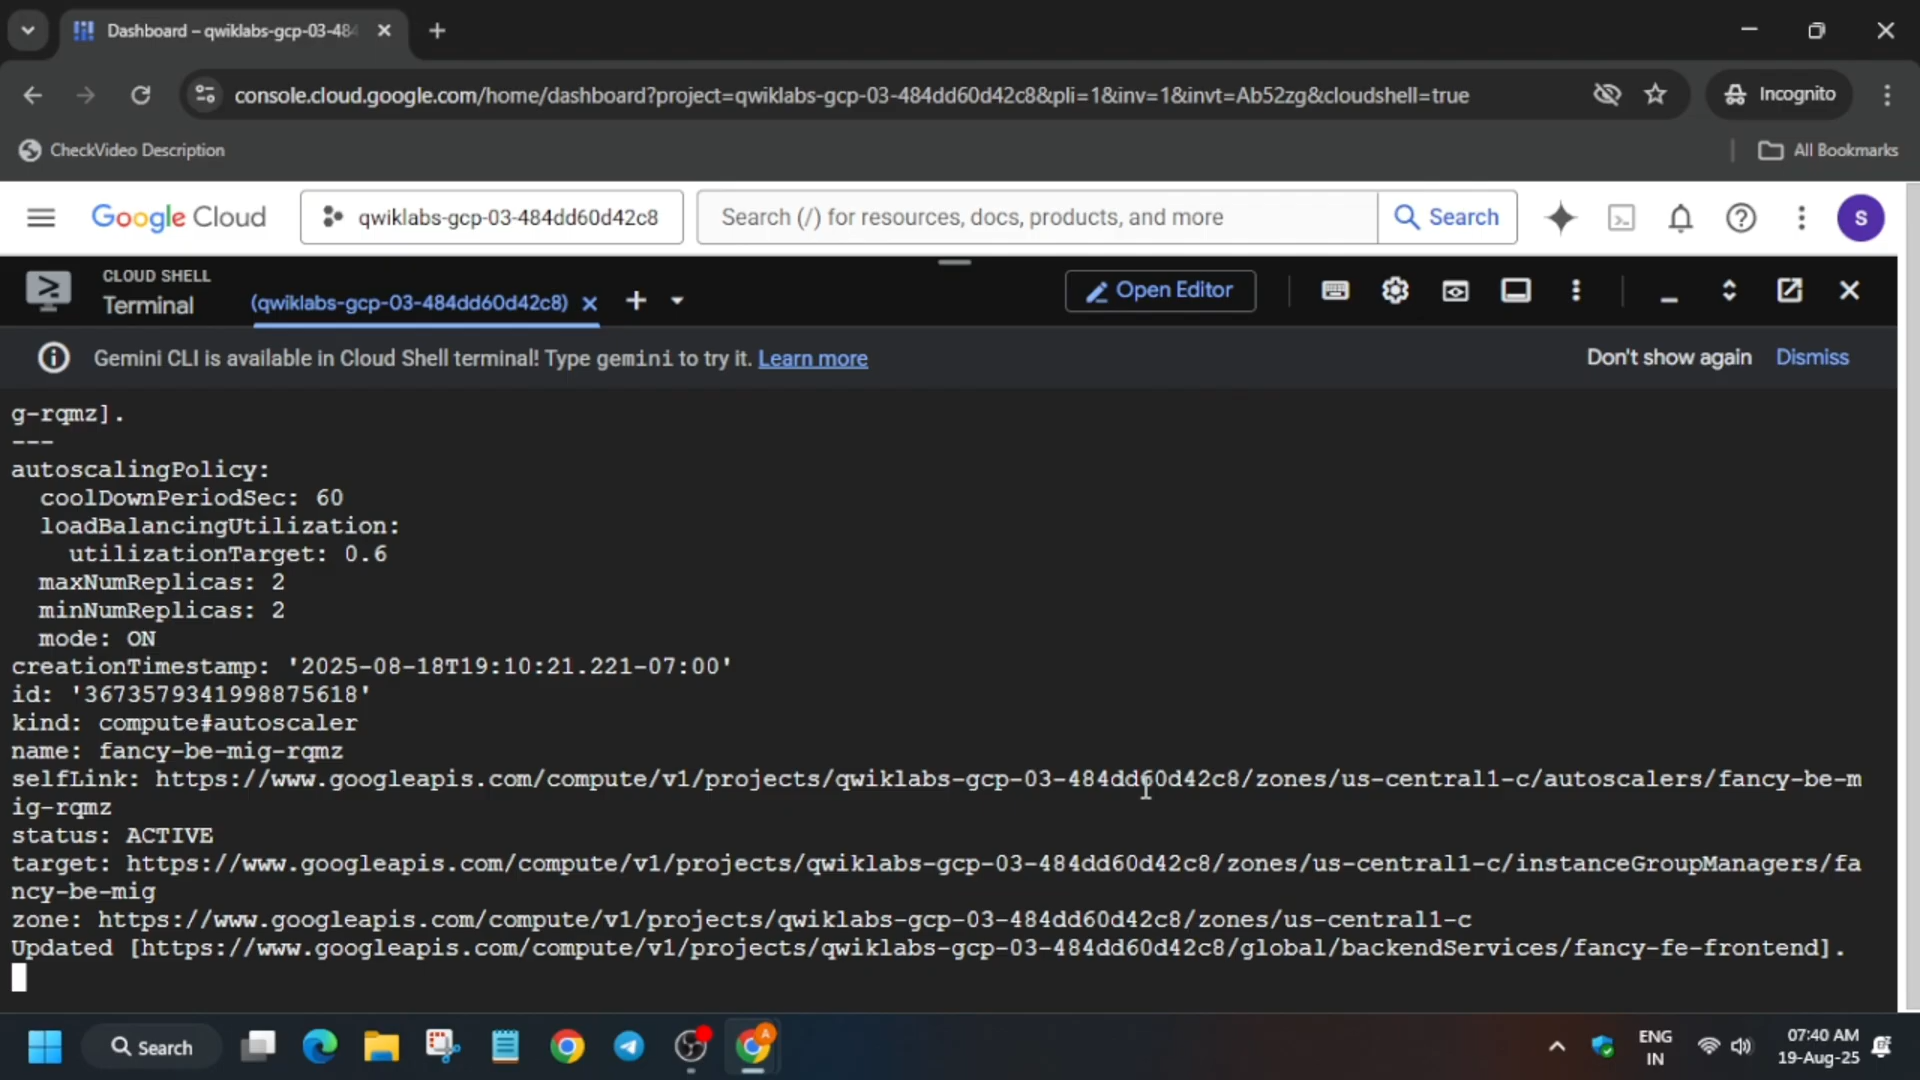 Dashboard – qwiklabs-gcp-03-484
console.cloud.google.com/home/dashboard?project=qwiklabs-gcp-03-484dd60d42c8&pli=1&inv=1&invt=Ab52zg&cloudshell=true
Incognito
CheckVideo Description
All Bookmarks
Google Cloud
qwiklabs-gcp-03-484dd60d42c8
Search (/) for resources, docs, products, and more
Search
S
CLOUD SHELL
Terminal
(qwiklabs-gcp-03-484dd60d42c8)
Open Editor
Gemini CLI is available in Cloud Shell terminal! Type gemini to try it. Learn more
Don't show again
Dismiss
g-rqmz].
---
autoscalingPolicy:
  coolDownPeriodSec: 60
  loadBalancingUtilization:
    utilizationTarget: 0.6
  maxNumReplicas: 2
  minNumReplicas: 2
  mode: ON
creationTimestamp: '2025-08-18T19:10:21.221-07:00'
id: '3673579341998875618'
kind: compute#autoscaler
name: fancy-be-mig-rqmz
selfLink: https://www.googleapis.com/compute/v1/projects/qwiklabs-gcp-03-484dd60d42c8/zones/us-central1-c/autoscalers/fancy-be-m
ig-rqmz
status: ACTIVE
target: https://www.googleapis.com/compute/v1/projects/qwiklabs-gcp-03-484dd60d42c8/zones/us-central1-c/instanceGroupManagers/fa
ncy-be-mig
zone: https://www.googleapis.com/compute/v1/projects/qwiklabs-gcp-03-484dd60d42c8/zones/us-central1-c
Updated [https://www.googleapis.com/compute/v1/projects/qwiklabs-gcp-03-484dd60d42c8/global/backendServices/fancy-fe-frontend].
Search
A
ENG
IN
07:40 AM
19-Aug-25